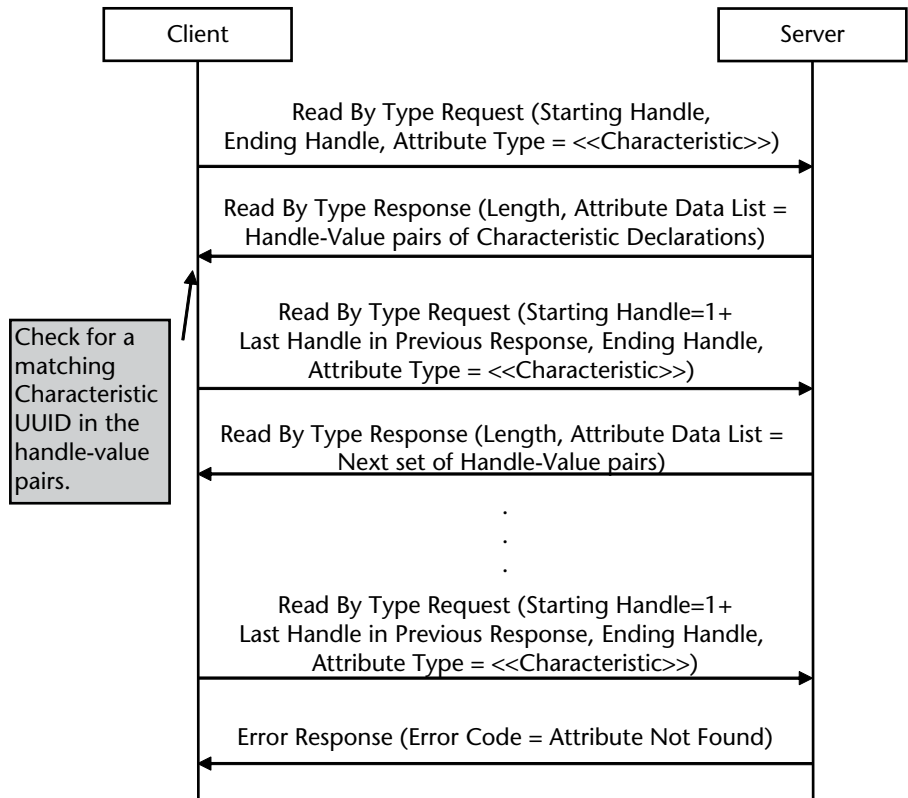 Client
Server
Read By Type Request (Starting Handle,
Ending Handle, Attribute Type = <<Characteristic>>)
Read By Type Response (Length, Attribute Data List =
Handle-Value pairs of Characteristic Declarations)
Check for a
matching
Characteristic
UUID in the
handle-value
pairs.
Read By Type Request (Starting Handle=1+
Last Handle in Previous Response, Ending Handle,
Attribute Type = <<Characteristic>>)
Read By Type Response (Length, Attribute Data List =
Next set of Handle-Value pairs)
.
.
.
Read By Type Request (Starting Handle=1+
Last Handle in Previous Response, Ending Handle,
Attribute Type = <<Characteristic>>)
Error Response (Error Code = Attribute Not Found)